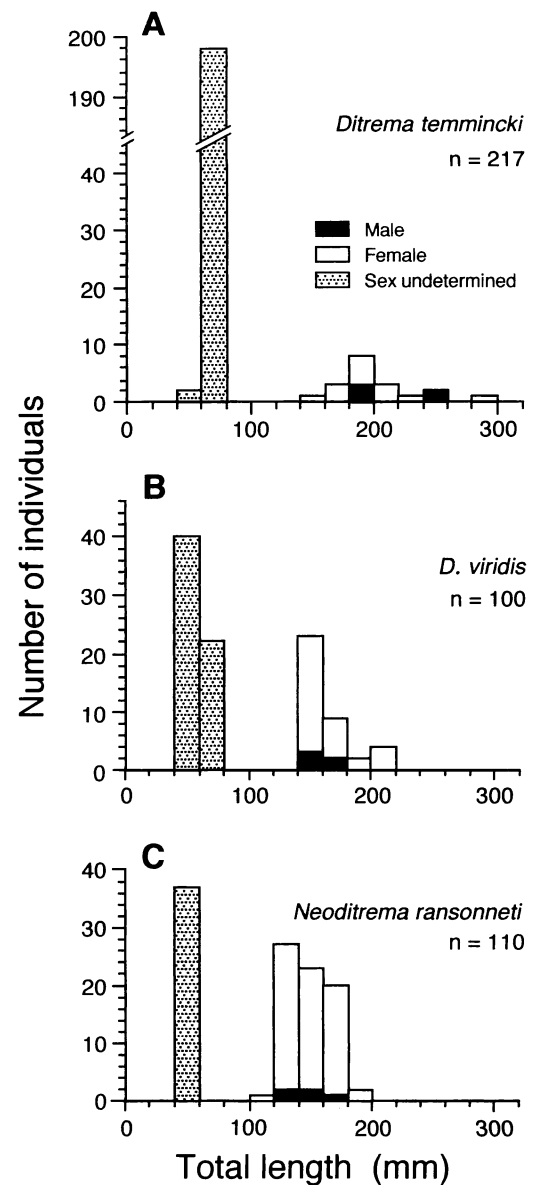 A
200
190
Ditrema temmincki
n = 217
40
Male
30
Female
Sex undetermined
20
10
0
0 100 200 300
Number of individuals
B
40
D. viridis
30
n = 100
20
10
0
0 100 200 300
C
40
Neoditrema ransonneti
30
n = 110
20
10
0
0 100 200 300
Total length (mm)